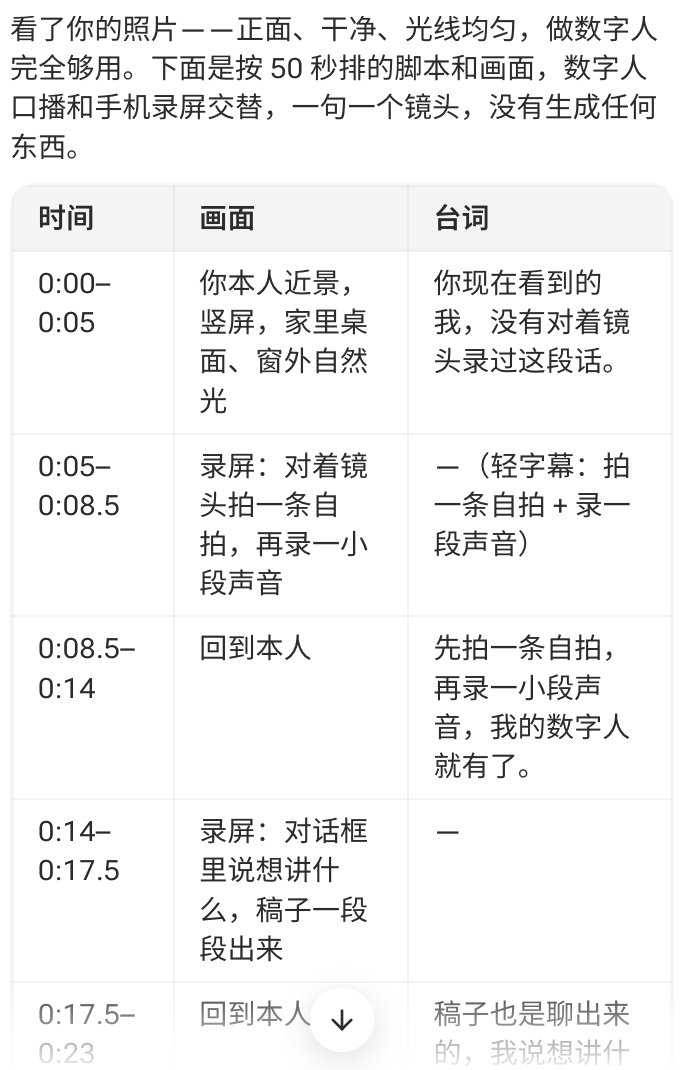 看了你的照片——正面、干净、光线均匀，做数字人
完全够用。下面是按 50 秒排的脚本和画面，数字人
口播和手机录屏交替，一句一个镜头，没有生成任何
东西。
时间
画面
台词
0:00–
0:05
你本人近景，
竖屏，家里桌
面、窗外自然
光
你现在看到的
我，没有对着镜
头录过这段话。
0:05–
0:08.5
录屏：对着镜
头拍一条自
拍，再录一小
段声音
—（轻字幕：拍
一条自拍 + 录一
段声音）
0:08.5–
0:14
回到本人
先拍一条自拍，
再录一小段声
音，我的数字人
就有了。
0:14–
0:17.5
录屏：对话框
里说想讲什
么，稿子一段
段出来
—
0:17.5–
0:23
回到本人
稿子也是聊出来
的，我说想讲什